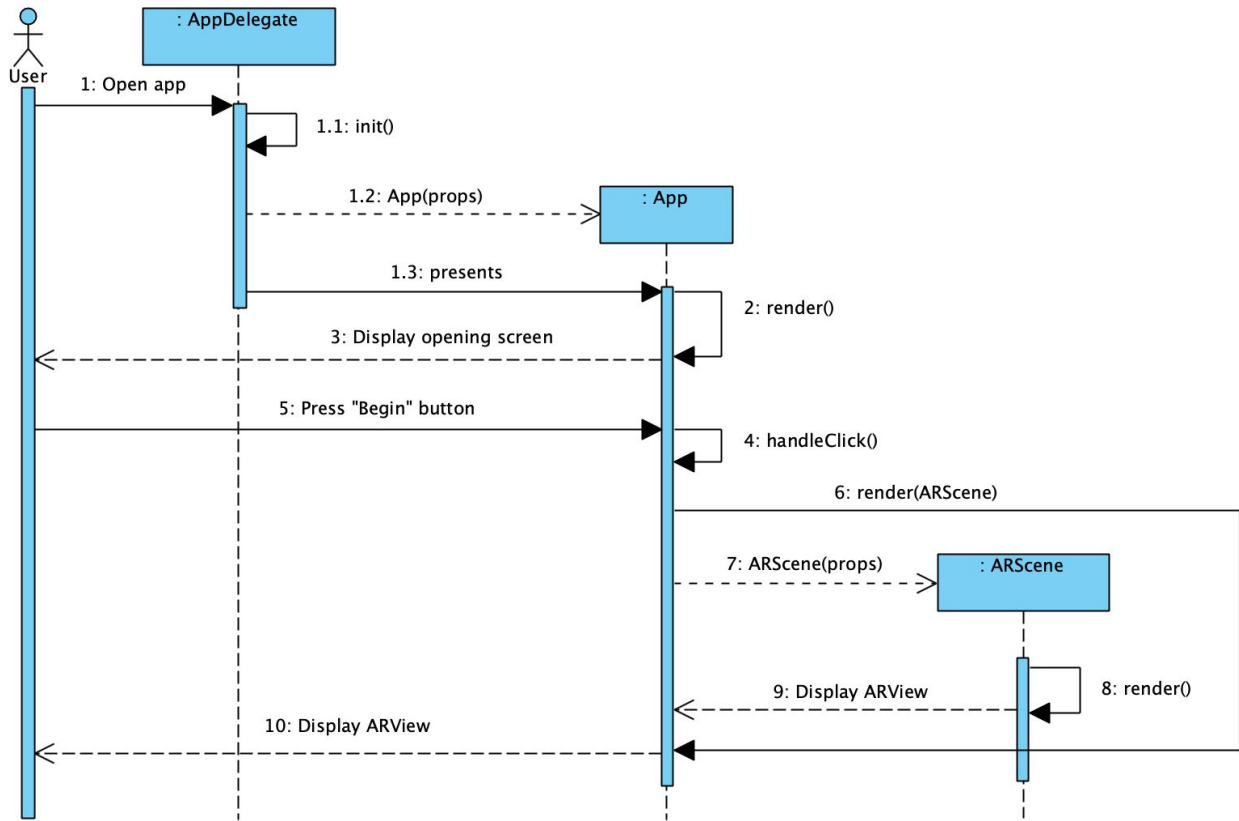 : AppDelegate
User
1: Open app
1.1: init()
1.2: App(props)
: App
1.3: presents
2: render()
3: Display opening screen
5: Press "Begin" button
4: handleClick()
6: render(ARScene)
7: ARScene(props)
: ARScene
8: render()
9: Display ARView
10: Display ARView